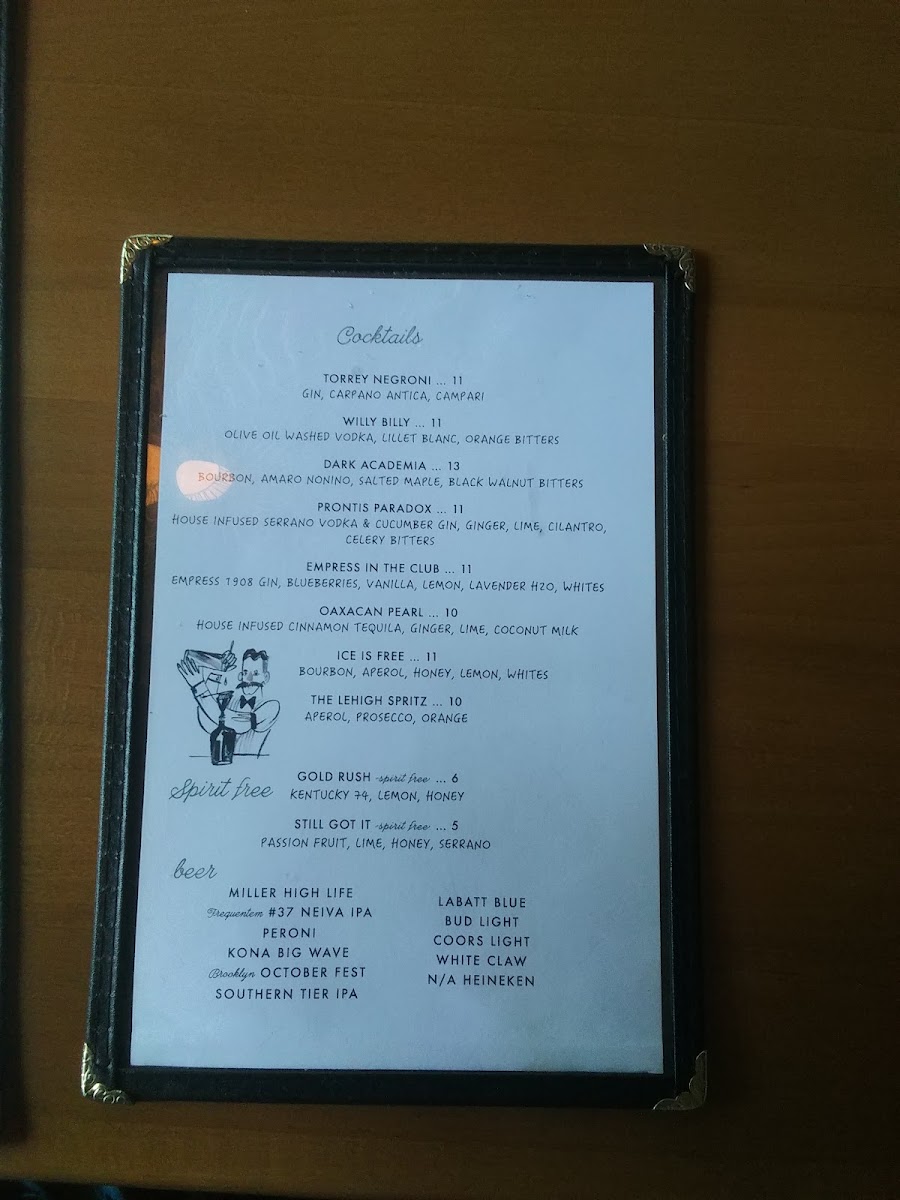 Cocktails
TORREY NEGRONI ... 11
GIN, CARPANO ANTICA, CAMPARI
WILLY BILLY ... 11
OLIVE OIL WASHED VODKA, LILLET BLANC, ORANGE BITTERS
DARK ACADEMIA ... 13
BOURBON, AMARO NONINO, SALTED MAPLE, BLACK WALNUT BITTERS
PRONTIS PARADOX ... 11
HOUSE INFUSED SERRANO VODKA & CUCUMBER GIN, GINGER, LIME, CILANTRO,
CELERY BITTERS
EMPRESS IN THE CLUB ... 11
EMPRESS 1908 GIN, BLUEBERRIES, VANILLA, LEMON, LAVENDER H2O, WHITES
OAXACAN PEARL ... 10
HOUSE INFUSED CINNAMON TEQUILA, GINGER, LIME, COCONUT MILK
ICE IS FREE ... 11
BOURBON, APEROL, HONEY, LEMON, WHITES
THE LEHIGH SPRITZ ... 10
APEROL, PROSECCO, ORANGE
Spirit free
GOLD RUSH -spirit free- ... 6
KENTUCKY 74, LEMON, HONEY
STILL GOT IT -spirit free- ... 5
PASSION FRUIT, LIME, HONEY, SERRANO
beer
MILLER HIGH LIFE
Frequentem #37 NEIVA IPA
PERONI
KONA BIG WAVE
Brooklyn OCTOBER FEST
SOUTHERN TIER IPA
LABATT BLUE
BUD LIGHT
COORS LIGHT
WHITE CLAW
N/A HEINEKEN